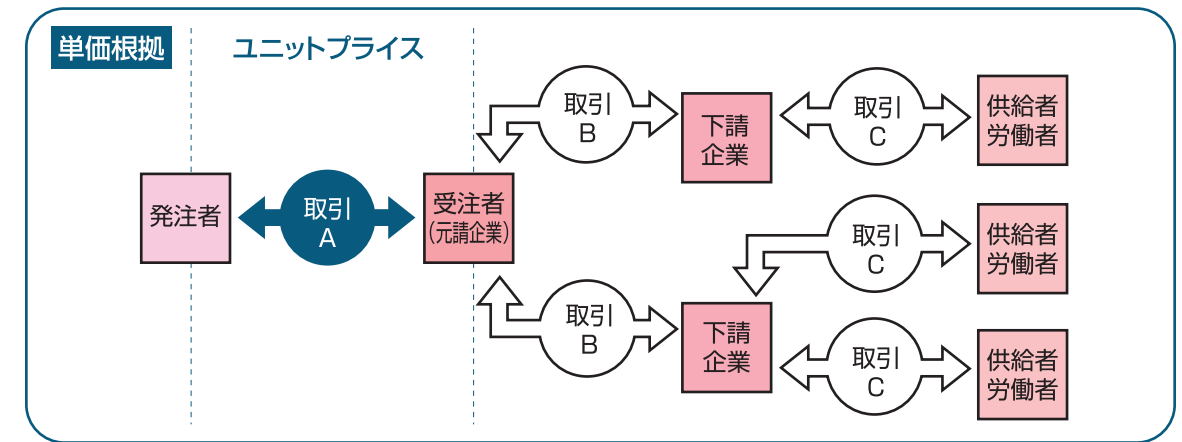 単価根拠
ユニットプライス
発注者
取引
A
受注者
(元請企業)
取引
B
下請
企業
取引
C
供給者
労働者
取引
C
供給者
労働者
取引
B
下請
企業
取引
C
供給者
労働者